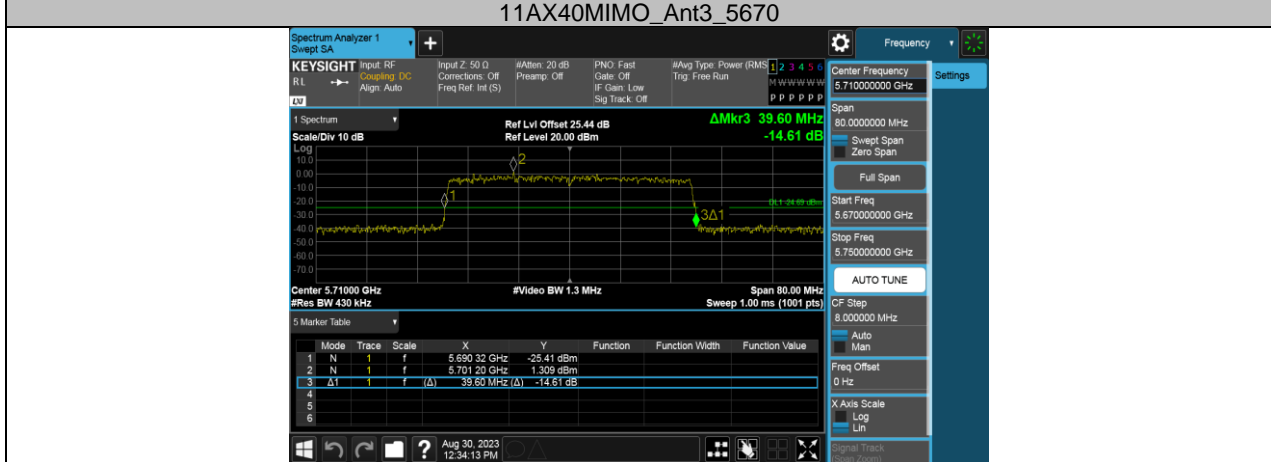 11AX40MIMO_Ant3_5670
Spectrum Analyzer 1
Swept SA
+
Frequency
KEYSIGHT
RL
LXI
Input: RF
Coupling: DC
Align: Auto
Input Z: 50 Ω
Corrections: Off
Freq Ref: Int (S)
#Atten: 20 dB
Preamp: Off
PNO: Fast
Gate: Off
IF Gain: Low
Sig Track: Off
#Avg Type: Power (RMS
Trig: Free Run
1 2 3 4 5 6
M W W W W W
P P P P P P
Center Frequency
5.710000000 GHz
Settings
Span
80.0000000 MHz
Swept Span
Zero Span
Full Span
Start Freq
5.670000000 GHz
Stop Freq
5.750000000 GHz
AUTO TUNE
CF Step
8.000000 MHz
Auto
Man
Freq Offset
0 Hz
X Axis Scale
Log
Lin
Signal Track
(Span Zoom)
1 Spectrum
Scale/Div 10 dB
Ref Lvl Offset 25.44 dB
Ref Level 20.00 dBm
ΔMkr3 39.60 MHz
-14.61 dB
Log
10.0
0.00
-10.0
-20.0
-30.0
-40.0
-50.0
-60.0
-70.0
2
1
3Δ1
DL1 -24.69 dBm
Center 5.71000 GHz
#Video BW 1.3 MHz
Span 80.00 MHz
#Res BW 430 kHz
Sweep 1.00 ms (1001 pts)
5 Marker Table
Mode Trace Scale X Y Function Function Width Function Value
1 N 1 f 5.690 32 GHz -25.41 dBm
2 N 1 f 5.701 20 GHz 1.309 dBm
3 Δ1 1 f (Δ) 39.60 MHz (Δ) -14.61 dB
4
5
6
?
Aug 30, 2023
12:34:13 PM